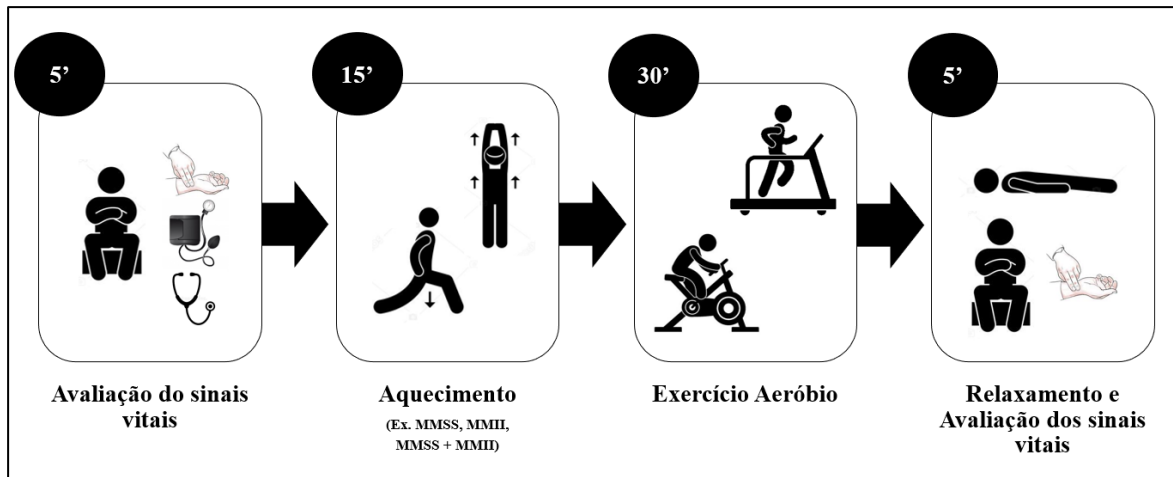 5’
15’
30’
5’
Avaliação do sinais
vitais
Aquecimento
(Ex. MMSS, MMII,
MMSS + MMII)
Exercício Aeróbio
Relaxamento e
Avaliação dos sinais
vitais